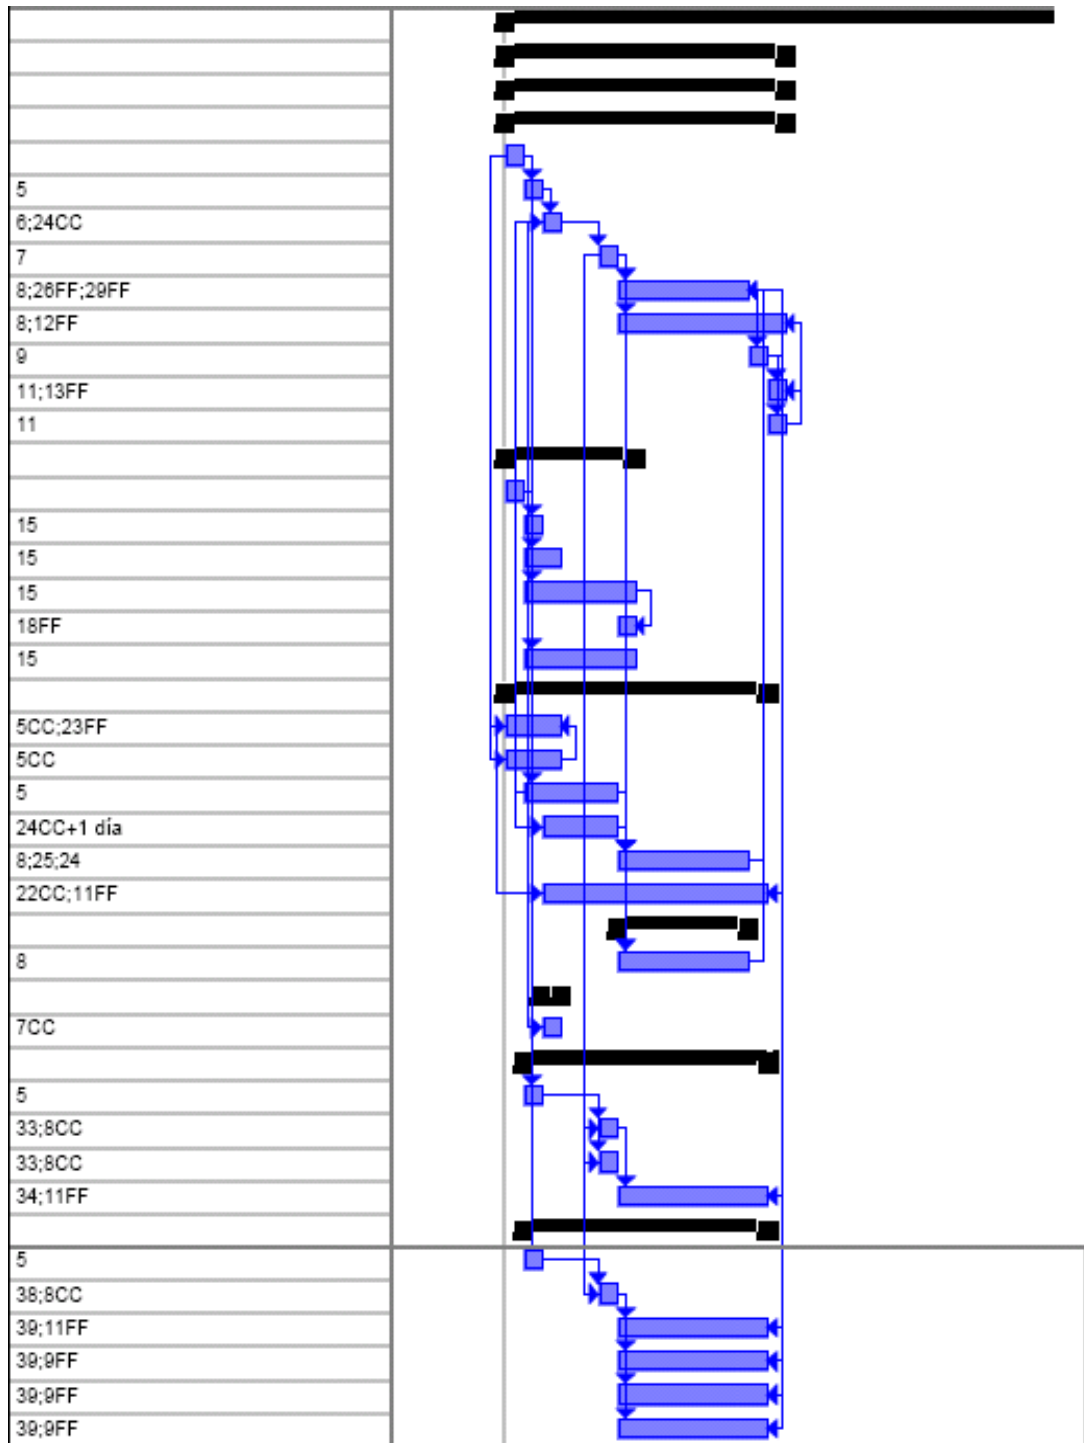 5
6;24CC
7
8;26FF;29FF
8;12FF
9
11;13FF
11
15
15
15
18FF
15
5CC;23FF
5CC
5
24CC+1 día
8;25;24
22CC;11FF
8
7CC
5
33;8CC
33;8CC
34;11FF
5
38;8CC
39;11FF
39;9FF
39;9FF
39;9FF